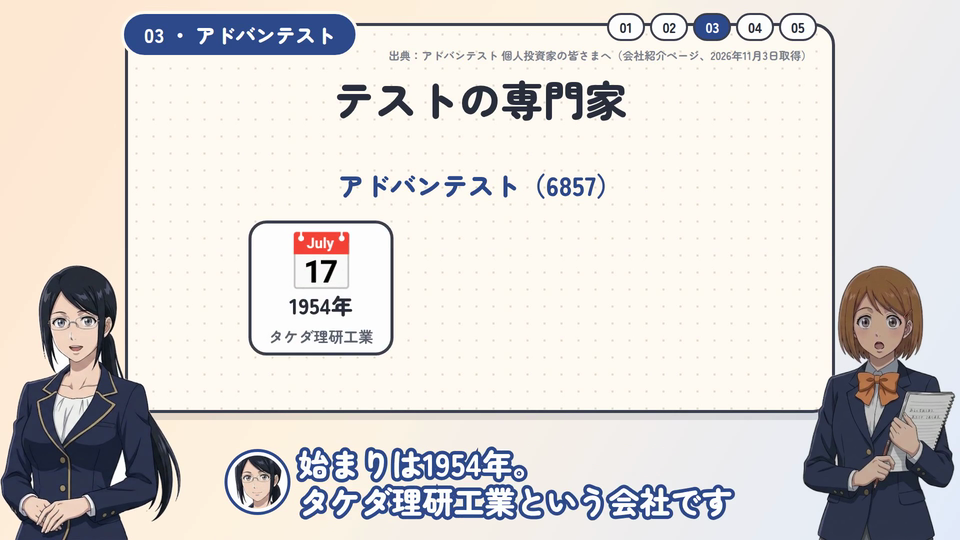 03 ・ アドバンテスト
01 02 03 04 05
出典：アドバンテスト 個人投資家の皆さまへ（会社紹介ページ、2026年11月3日取得）
テストの専門家
アドバンテスト（6857）
July
17
1954年
タケダ理研工業
始まりは1954年。
タケダ理研工業という会社です